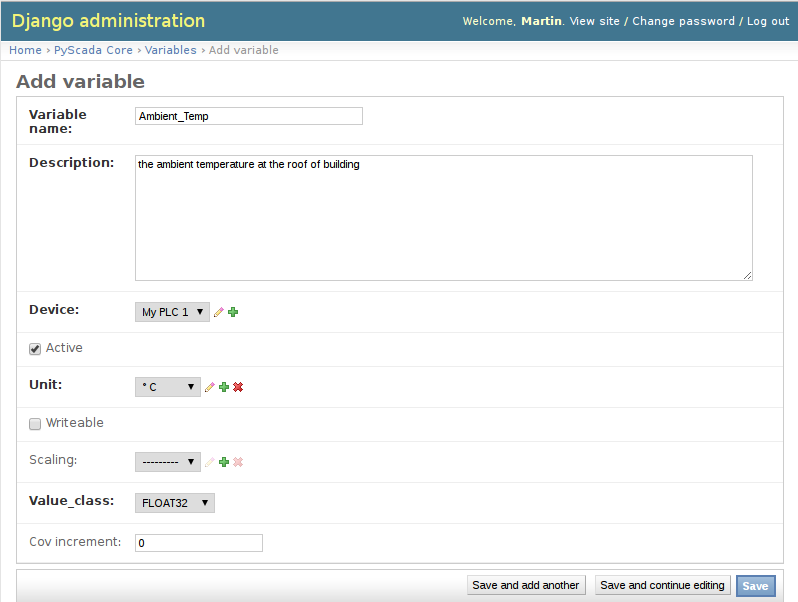 Django administration
Welcome, Martin. View site / Change password / Log out
Home › PyScada Core › Variables › Add variable
Add variable
Variable name:
Ambient_Temp
Description:
the ambient temperature at the roof of building
Device:
My PLC 1
Active
Unit:
° C
Writeable
Scaling:
---------
Value_class:
FLOAT32
Cov increment:
0
Save and add another
Save and continue editing
Save